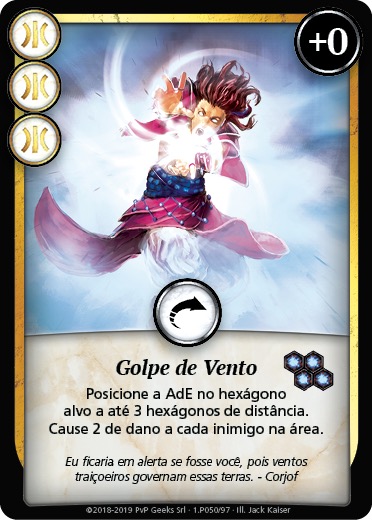 +0
Golpe de Vento
Posicione a AdE no hexágono
alvo a até 3 hexágonos de distância.
Cause 2 de dano a cada inimigo na área.
Eu ficaria em alerta se fosse você, pois ventos
traiçoeiros governam essas terras. - Corjof
©2018-2019 PvP Geeks Srl · 1.P050/97 · Ill. Jack Kaiser